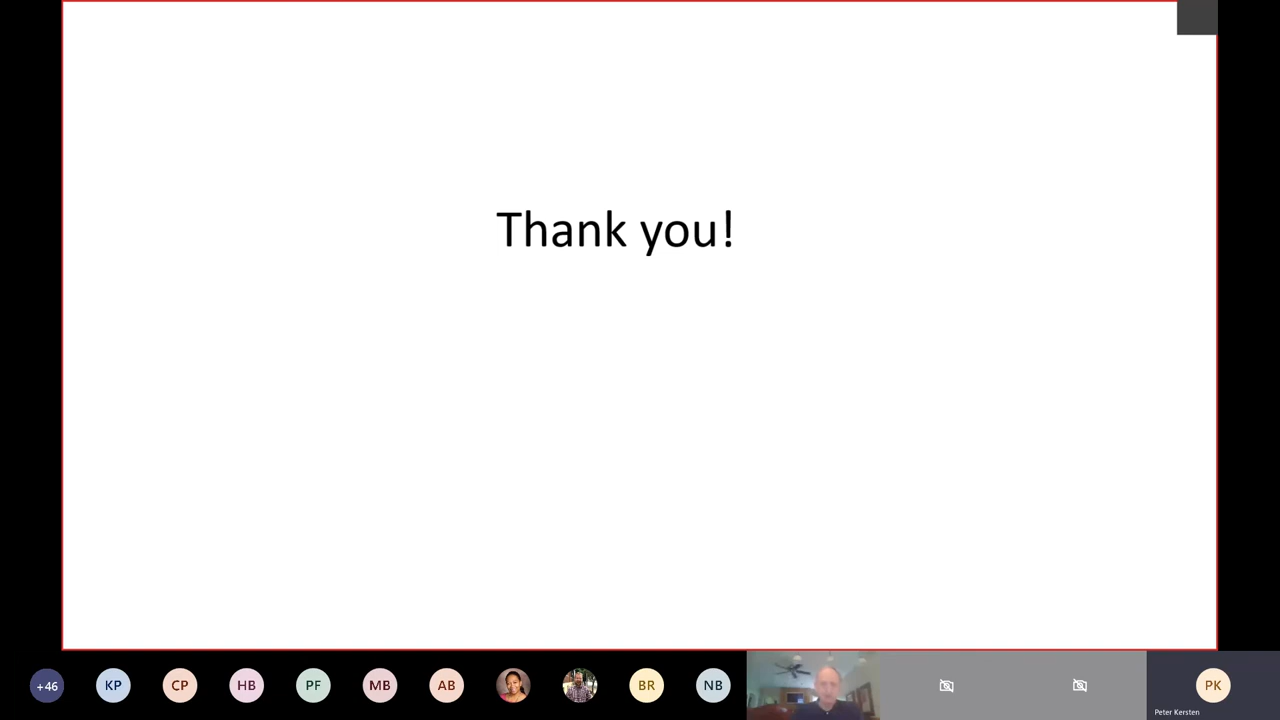 Thank you!
+46
KP
CP
HB
PF
MB
AB
BR
NB
PK
Peter Kersten